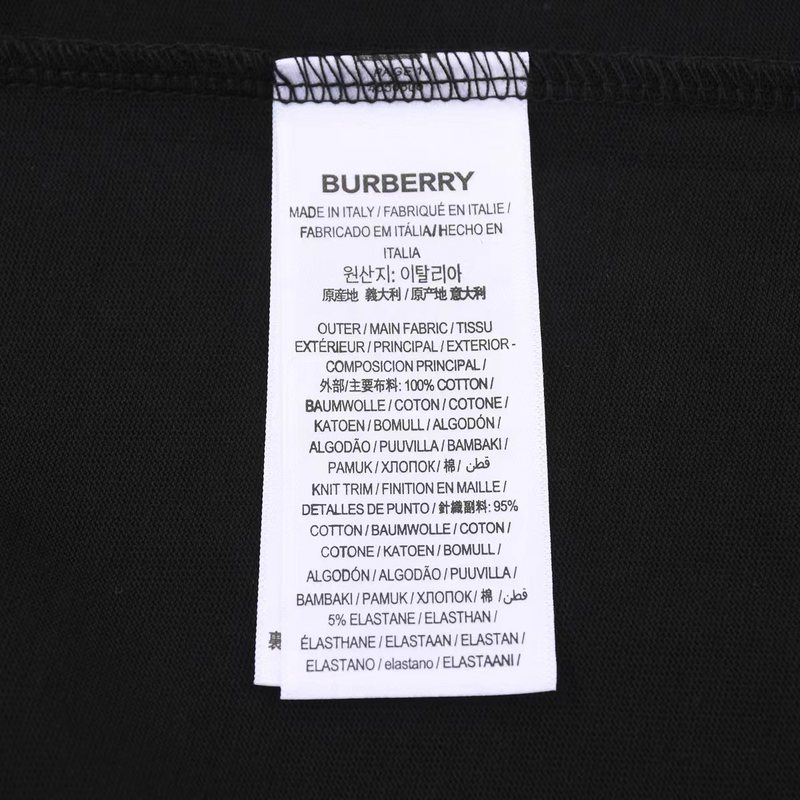 PAGE 1
BURBERRY
MADE IN ITALY / FABRIQUÉ EN ITALIE /
FABRICADO EM ITÁLIA/ HECHO EN
ITALIA
원산지: 이탈리아
原産地 義大利 / 原产地 意大利
OUTER / MAIN FABRIC / TISSU
EXTÉRIEUR / PRINCIPAL / EXTERIOR -
COMPOSICION PRINCIPAL /
外部/主要布料: 100% COTTON /
BAUMWOLLE / COTON / COTONE /
KATOEN / BOMULL / ALGODÓN /
ALGODÃO / PUUVILLA / BAMBAKI /
PAMUK / ХЛОПОК / 棉 / قطن /
KNIT TRIM / FINITION EN MAILLE /
DETALLES DE PUNTO / 針織副料: 95%
COTTON / BAUMWOLLE / COTON /
COTONE / KATOEN / BOMULL /
ALGODÓN / ALGODÃO / PUUVILLA /
BAMBAKI / PAMUK / ХЛОПОК / 棉 / قطن /
5% ELASTANE / ELASTHAN /
ÉLASTHANE / ELASTAAN / ELASTAN /
ELASTANO / elastano / ELASTAANI /
裏